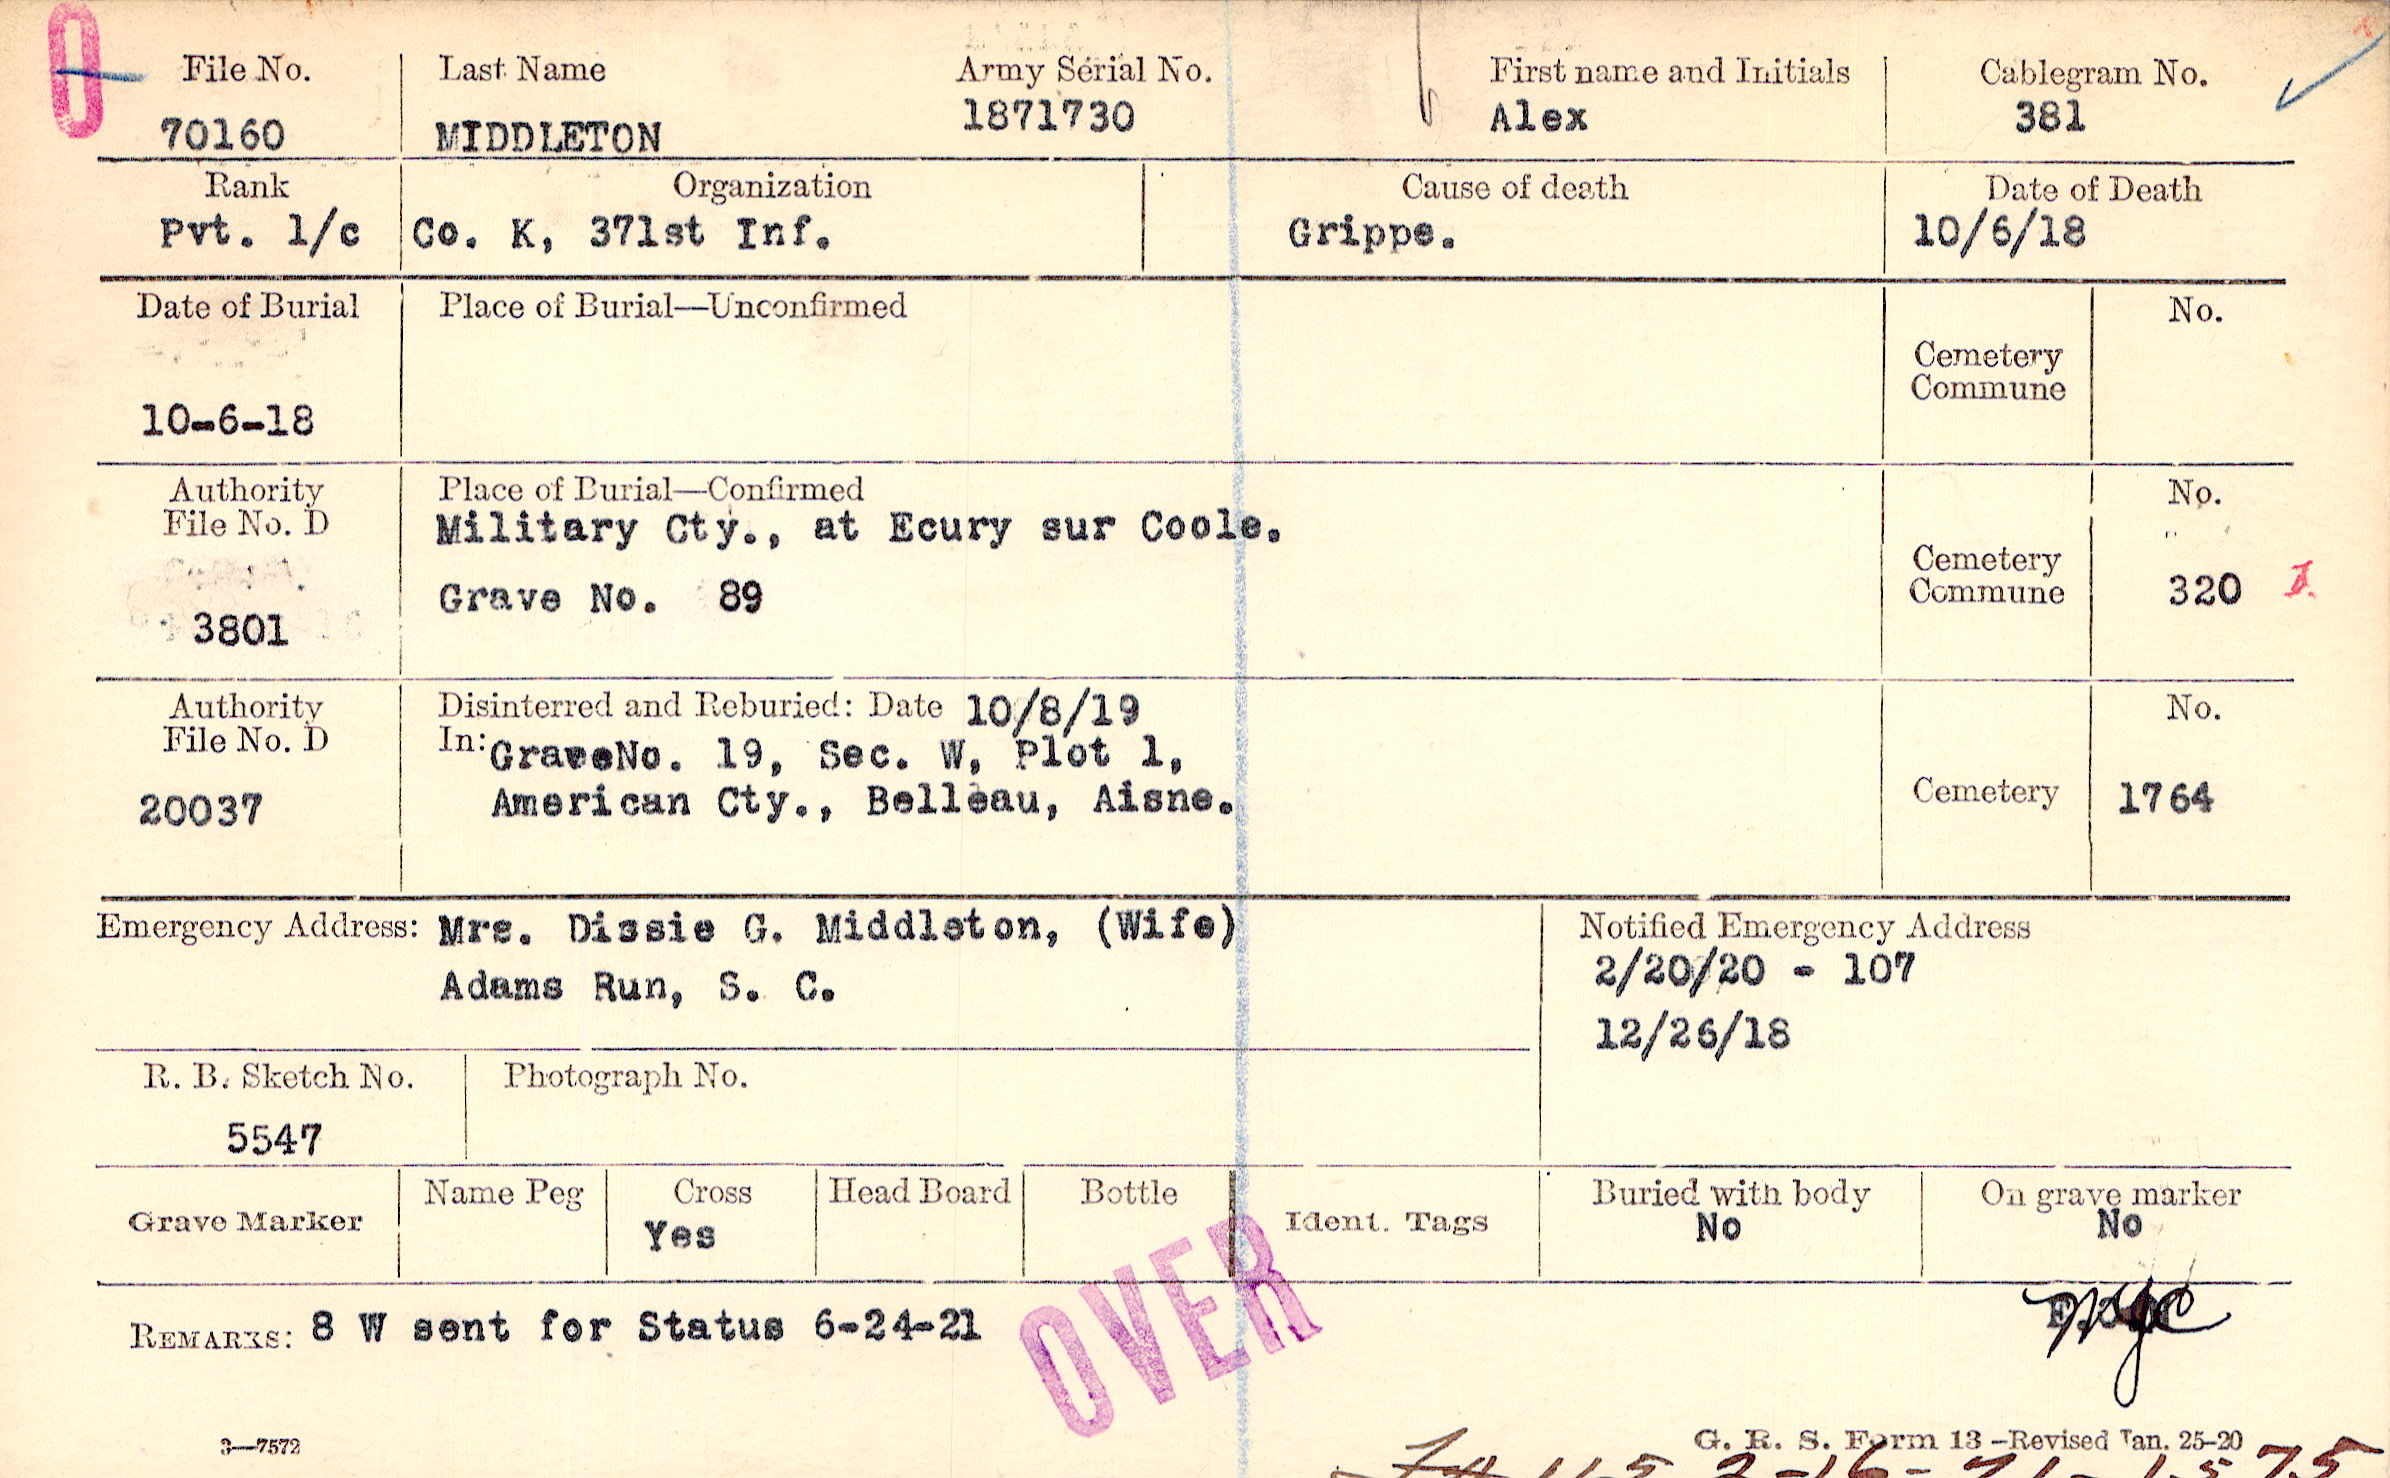 File No.
70160
Last Name
MIDDLETON
Army Serial No.
1871730
First name and Initials
Alex
Cablegram No.
381
Rank
Pvt. 1/c
Organization
Co. K, 371st Inf.
Cause of death
Grippe.
Date of Death
10/6/18
Date of Burial
10-6-18
Place of Burial—Unconfirmed
Cemetery
Commune
No.
Authority
File No. D
3801
Place of Burial—Confirmed
Military Cty., at Ecury sur Coole.
Grave No. 89
Cemetery
Commune
No.
320
Authority
File No. D
20037
Disinterred and Reburied: Date 10/8/19
In: GraveNo. 19, Sec. W, Plot 1,
American Cty., Belleau, Aisne.
Cemetery
No.
1764
Emergency Address: Mrs. Dissie G. Middleton, (Wife)
Adams Run, S. C.
Notified Emergency Address
2/20/20 - 107
12/26/18
R. B. Sketch No.
5547
Photograph No.
Grave Marker
Name Peg
Cross
Yes
Head Board
Bottle
Ident. Tags
Buried with body
No
On grave marker
No
REMARKS: 8 W sent for Status 6-24-21
OVER
3—7572
G. R. S. Form 13 -Revised Jan. 25-20